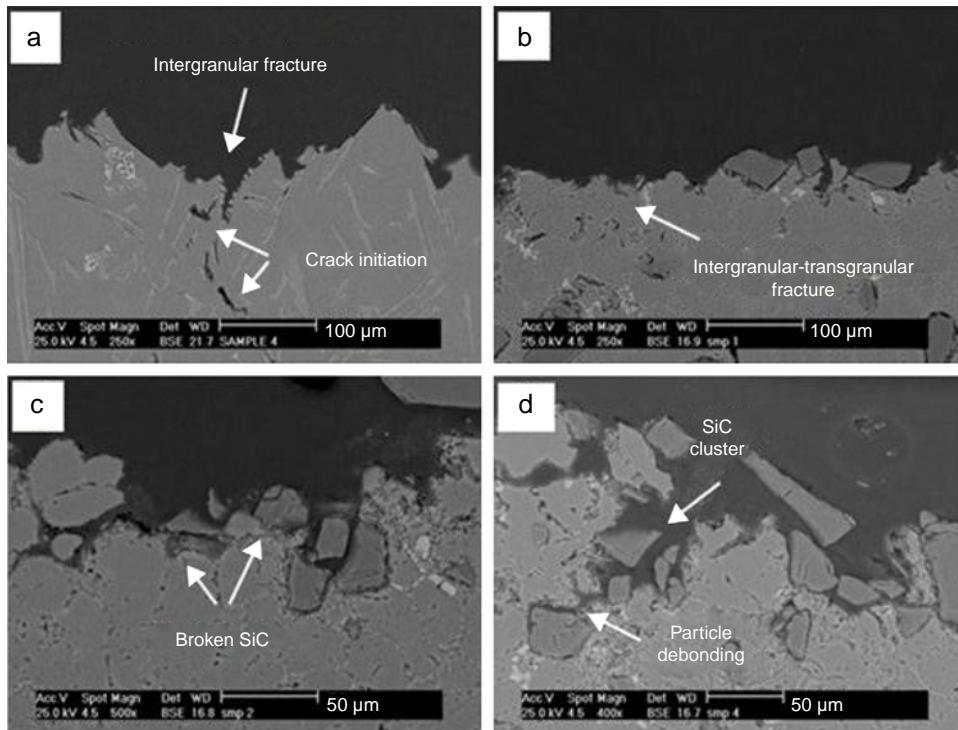 a
Intergranular fracture
Crack initiation
Acc.V Spot Magn Det WD
25.0 kV 4.5 250x BSE 21.7 SAMPLE 4
100 µm
b
Intergranular-transgranular
fracture
Acc.V Spot Magn Det WD
25.0 kV 4.5 250x BSE 16.9 smp 1
100 µm
c
Broken SiC
Acc.V Spot Magn Det WD
25.0 kV 4.5 500x BSE 16.8 smp 2
50 µm
d
SiC
cluster
Particle
debonding
Acc.V Spot Magn Det WD
25.0 kV 4.5 400x BSE 16.7 smp 4
50 µm